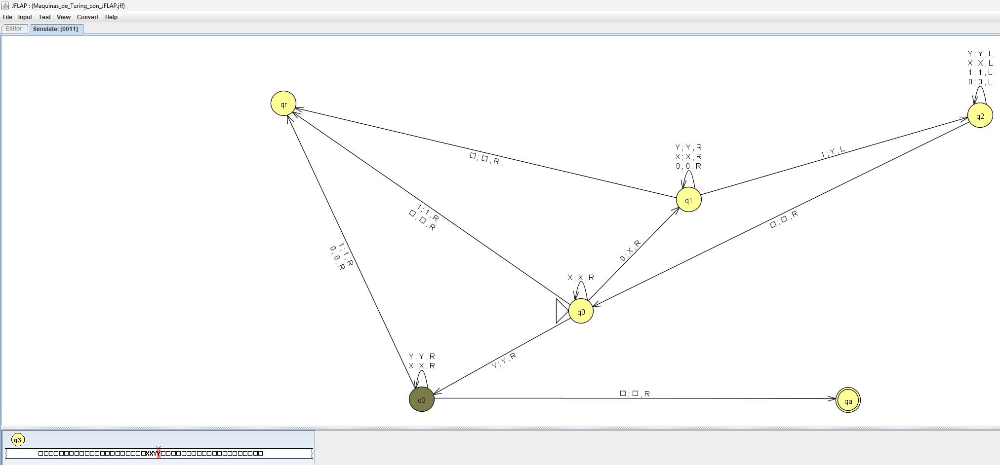 JFLAP : (Maquinas_de_Turing_con_JFLAP.jff)
File Input Test View Convert Help
Editor Simulate: [0011]
Y ; Y , L
X ; X , L
1 ; 1 , L
0 ; 0 , L
qr
q2
Y ; Y , R
X ; X , R
0 ; 0 , R
□ ; □ , R
1 ; Y , L
q1
1 ; 1 , R
□ ; □ , R
□ ; □ , R
1 ; 1 , R
0 ; 0 , R
0 ; X , R
X ; X , R
q0
Y ; Y , R
Y ; Y , R
X ; X , R
□ ; □ , R
q3
qa
q3
XXYY